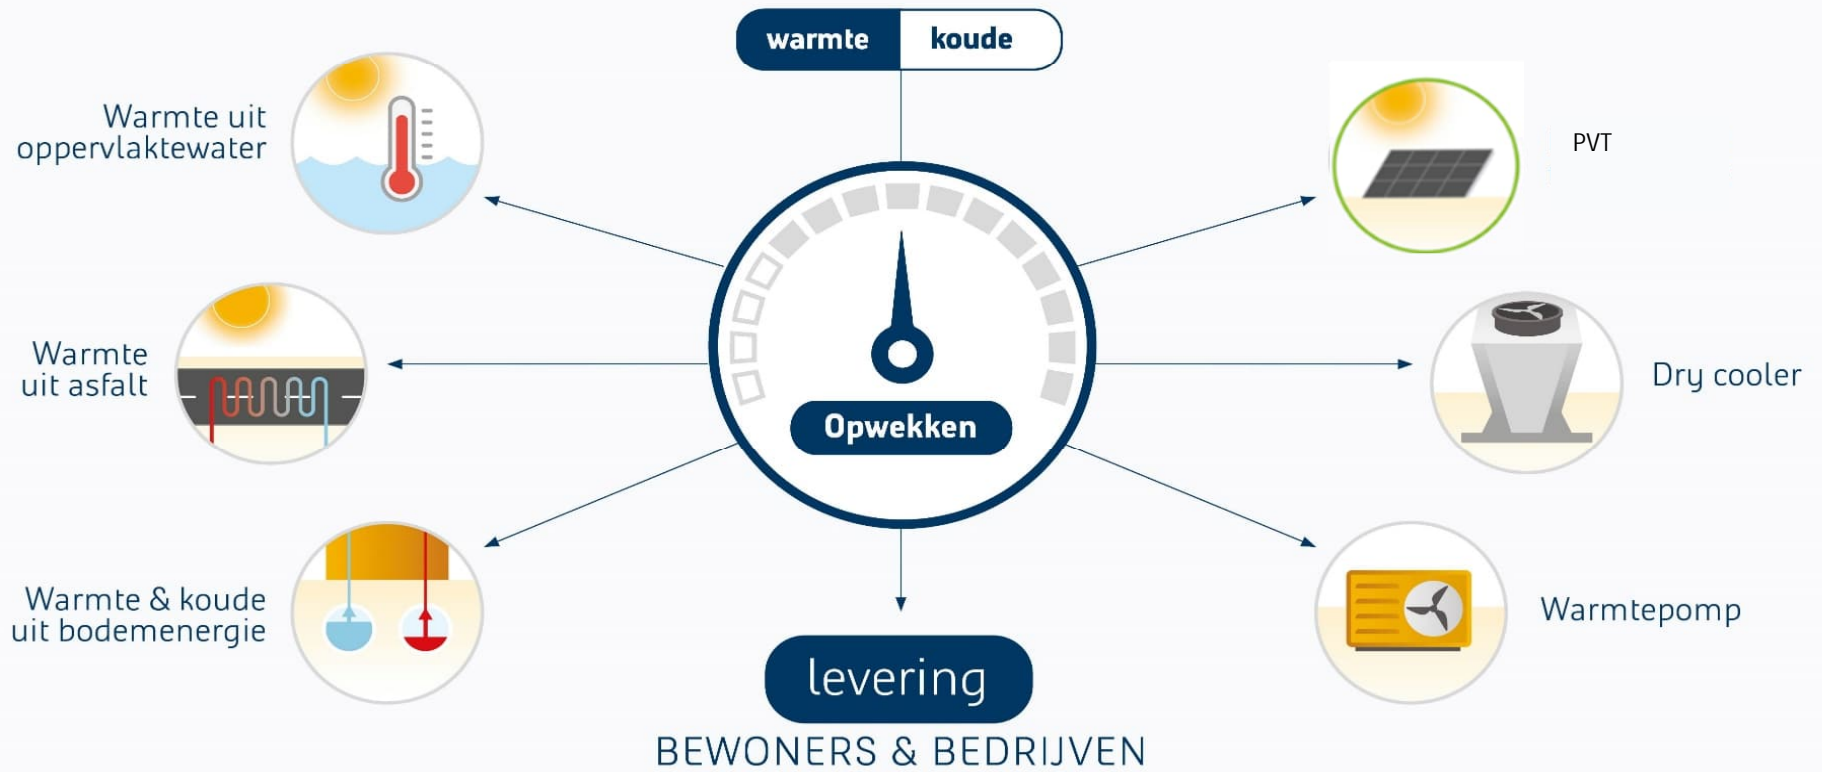 warmte
koude
Warmte uit
oppervlaktewater
PVT
Warmte
uit asfalt
Dry cooler
Opwekken
Warmte & koude
uit bodemenergie
Warmtepomp
levering
BEWONERS & BEDRIJVEN